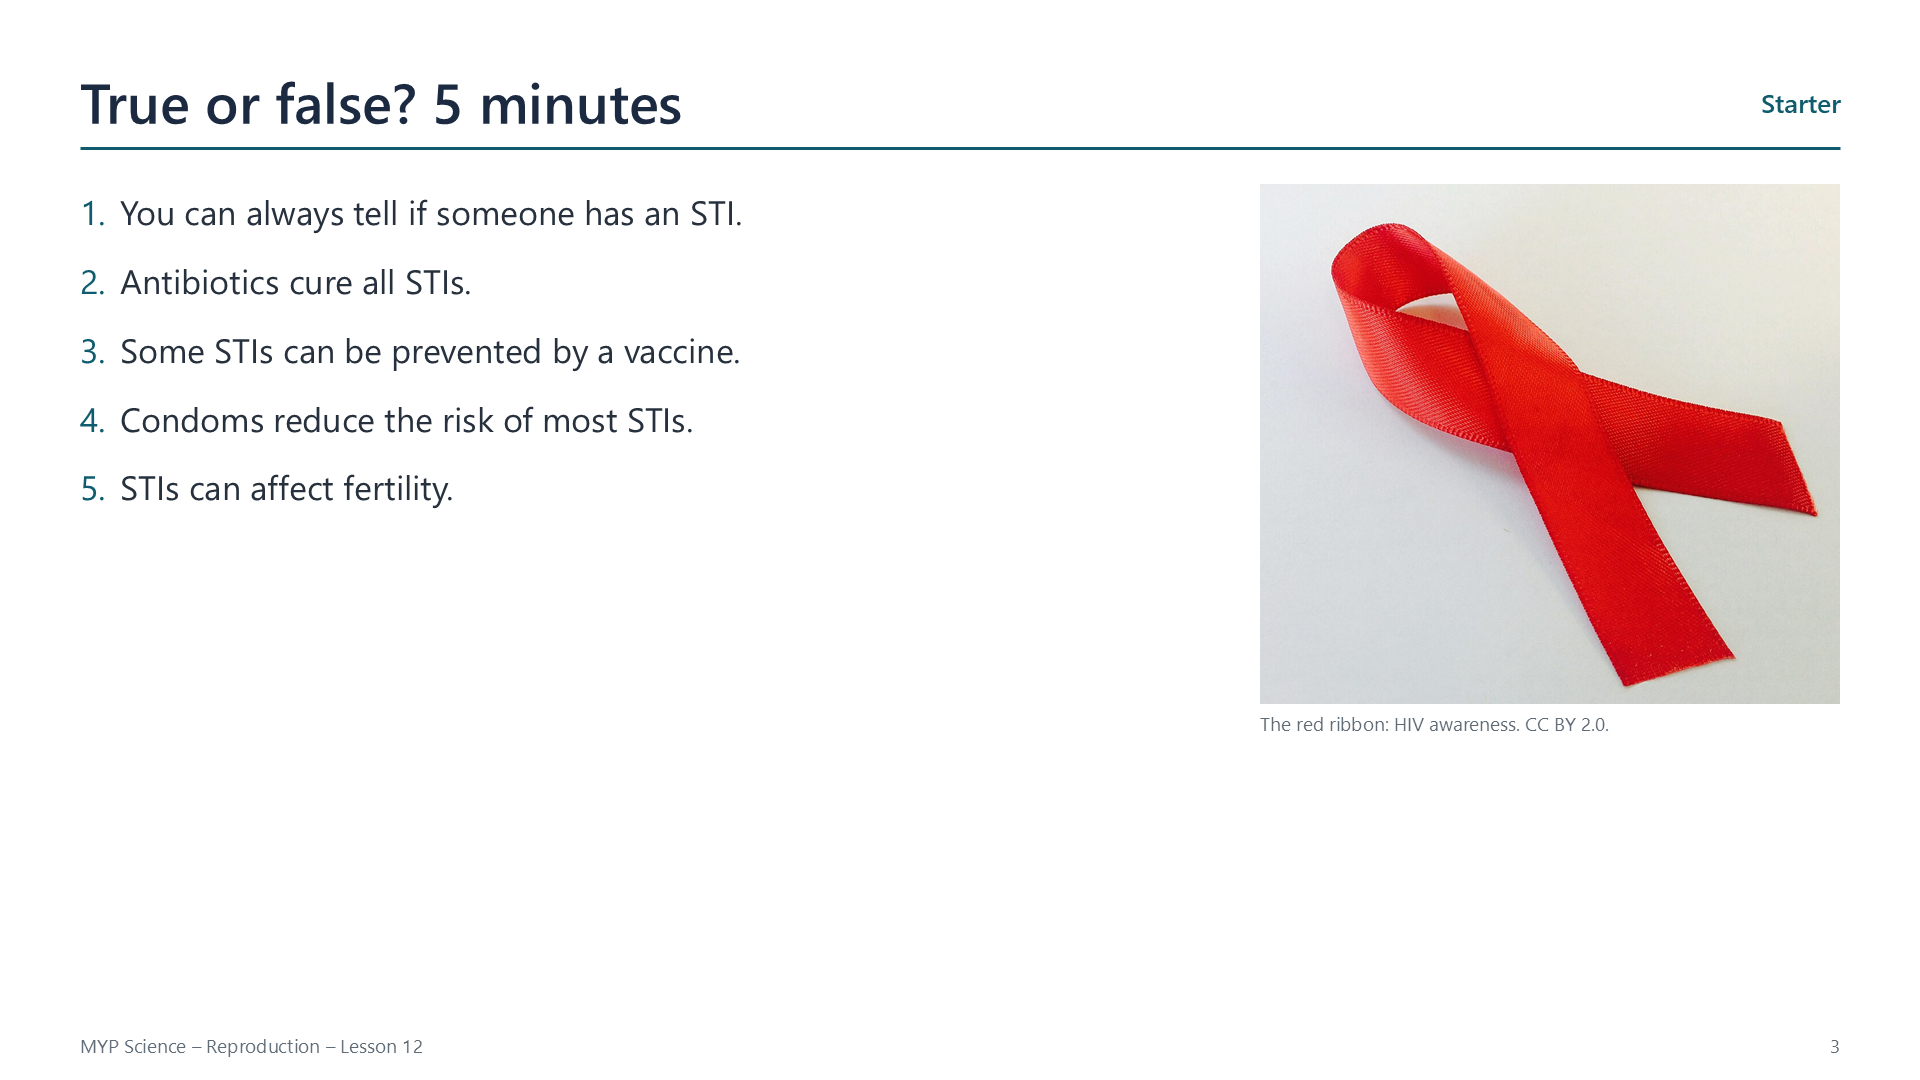 True or false? 5 minutes
Starter
1. You can always tell if someone has an STI.
2. Antibiotics cure all STIs.
3. Some STIs can be prevented by a vaccine.
4. Condoms reduce the risk of most STIs.
5. STIs can affect fertility.
The red ribbon: HIV awareness. CC BY 2.0.
MYP Science – Reproduction – Lesson 12
3